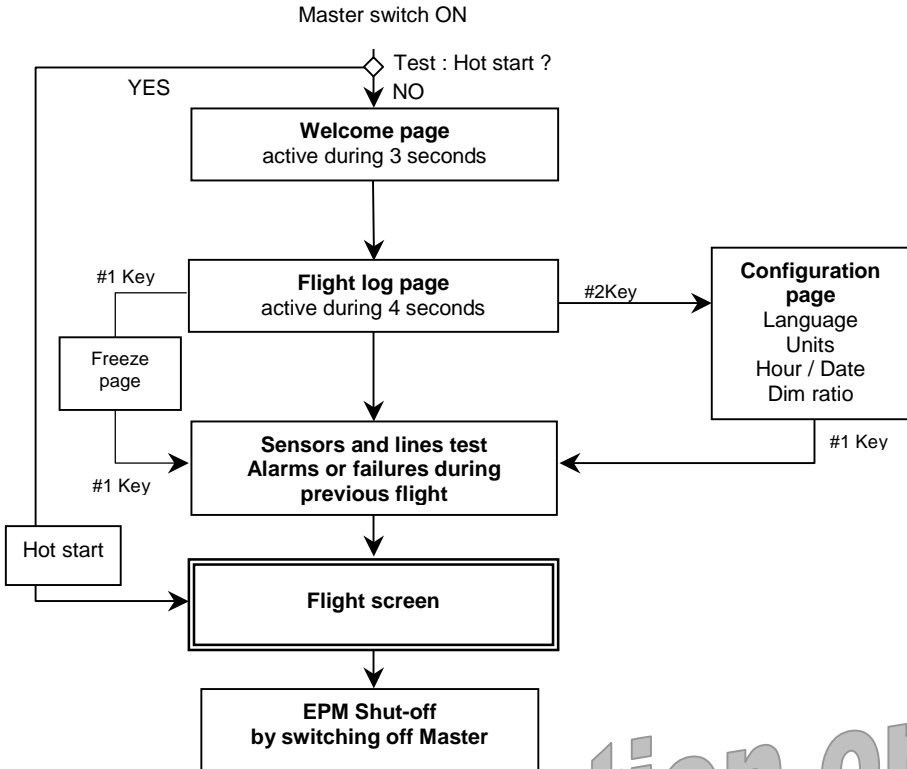 Master switch ON
Test : Hot start ?
YES
NO
Welcome page
active during 3 seconds
#1 Key
Flight log page
active during 4 seconds
#2Key
Configuration
page
Language
Units
Hour / Date
Dim ratio
Freeze
page
#1 Key
Sensors and lines test
Alarms or failures during
previous flight
#1 Key
Hot start
Flight screen
EPM Shut-off
by switching off Master